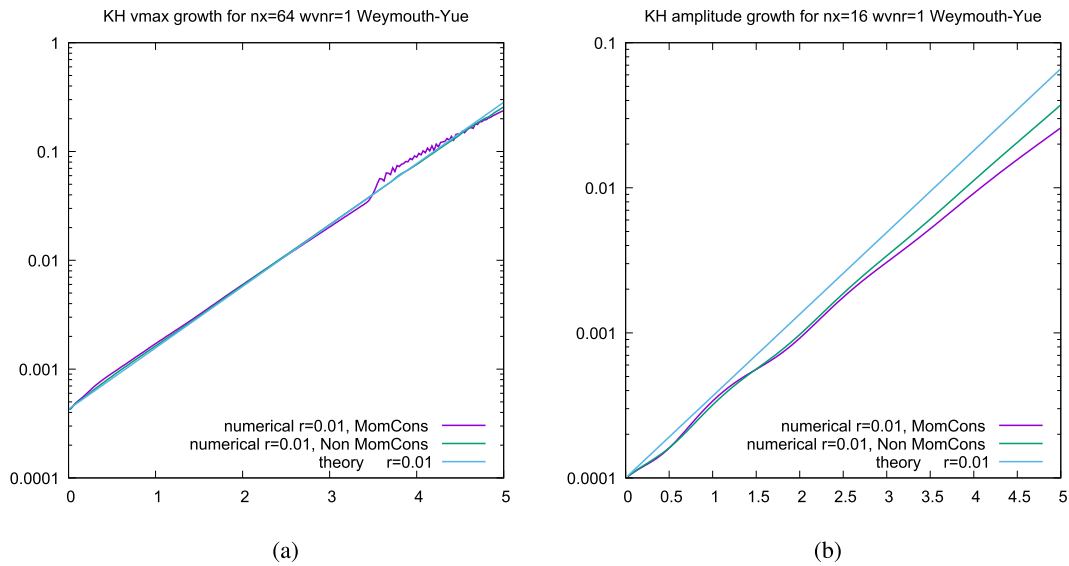 KH vmax growth for nx=64 wvnr=1 Weymouth-Yue
1
0.1
0.01
0.001
0.0001
numerical r=0.01, MomCons
numerical r=0.01, Non MomCons
theory r=0.01
0 1 2 3 4 5
(a)
KH amplitude growth for nx=16 wvnr=1 Weymouth-Yue
0.1
0.01
0.001
0.0001
numerical r=0.01, MomCons
numerical r=0.01, Non MomCons
theory r=0.01
0 0.5 1 1.5 2 2.5 3 3.5 4 4.5 5
(b)